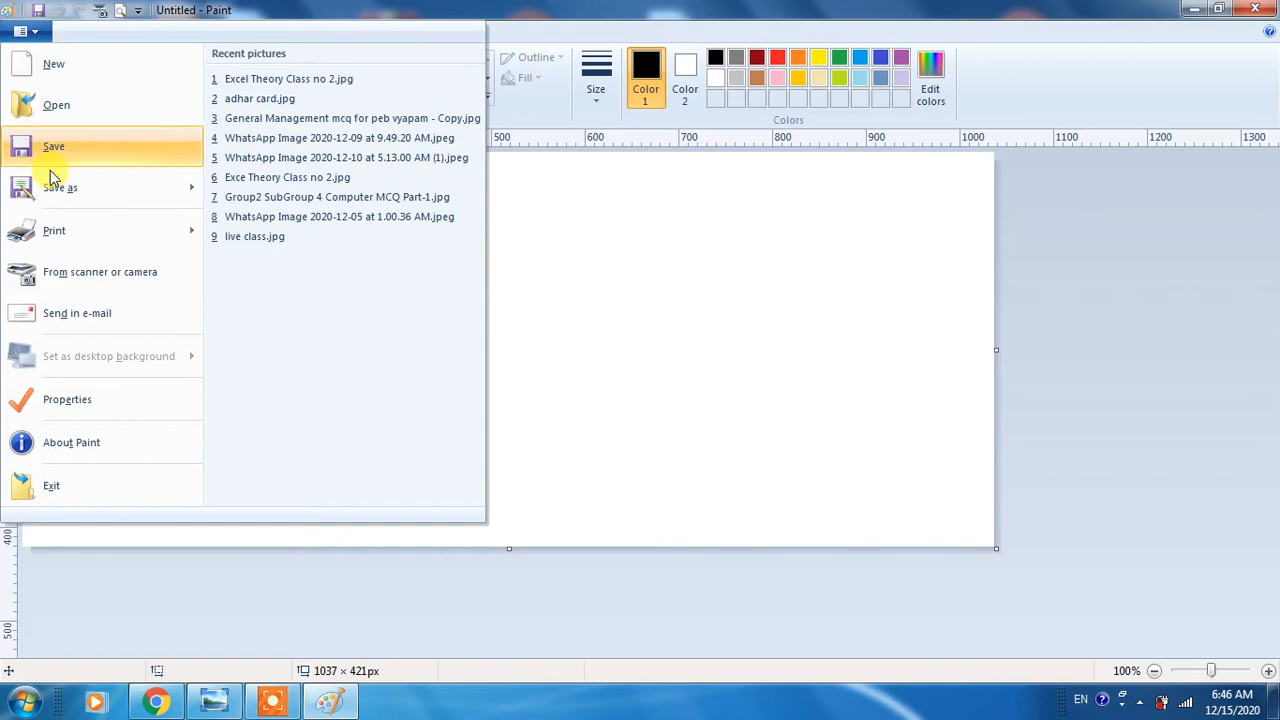 Untitled - Paint
New
Open
Save
Save as
Print
From scanner or camera
Send in e-mail
Set as desktop background
Properties
About Paint
Exit
Recent pictures
1 Excel Theory Class no 2.jpg
2 adhar card.jpg
3 General Management mcq for peb vyapam - Copy.jpg
4 WhatsApp Image 2020-12-09 at 9.49.20 AM.jpeg
5 WhatsApp Image 2020-12-10 at 5.13.00 AM (1).jpeg
6 Exce Theory Class no 2.jpg
7 Group2 SubGroup 4 Computer MCQ Part-1.jpg
8 WhatsApp Image 2020-12-05 at 1.00.36 AM.jpeg
9 live class.jpg
Outline
Fill
Size
Color 1
Color 2
Edit colors
Colors
500 600 700 800 900 1000 1100 1200 1300
400
500
1037 × 421px
100%
EN
6:46 AM
12/15/2020